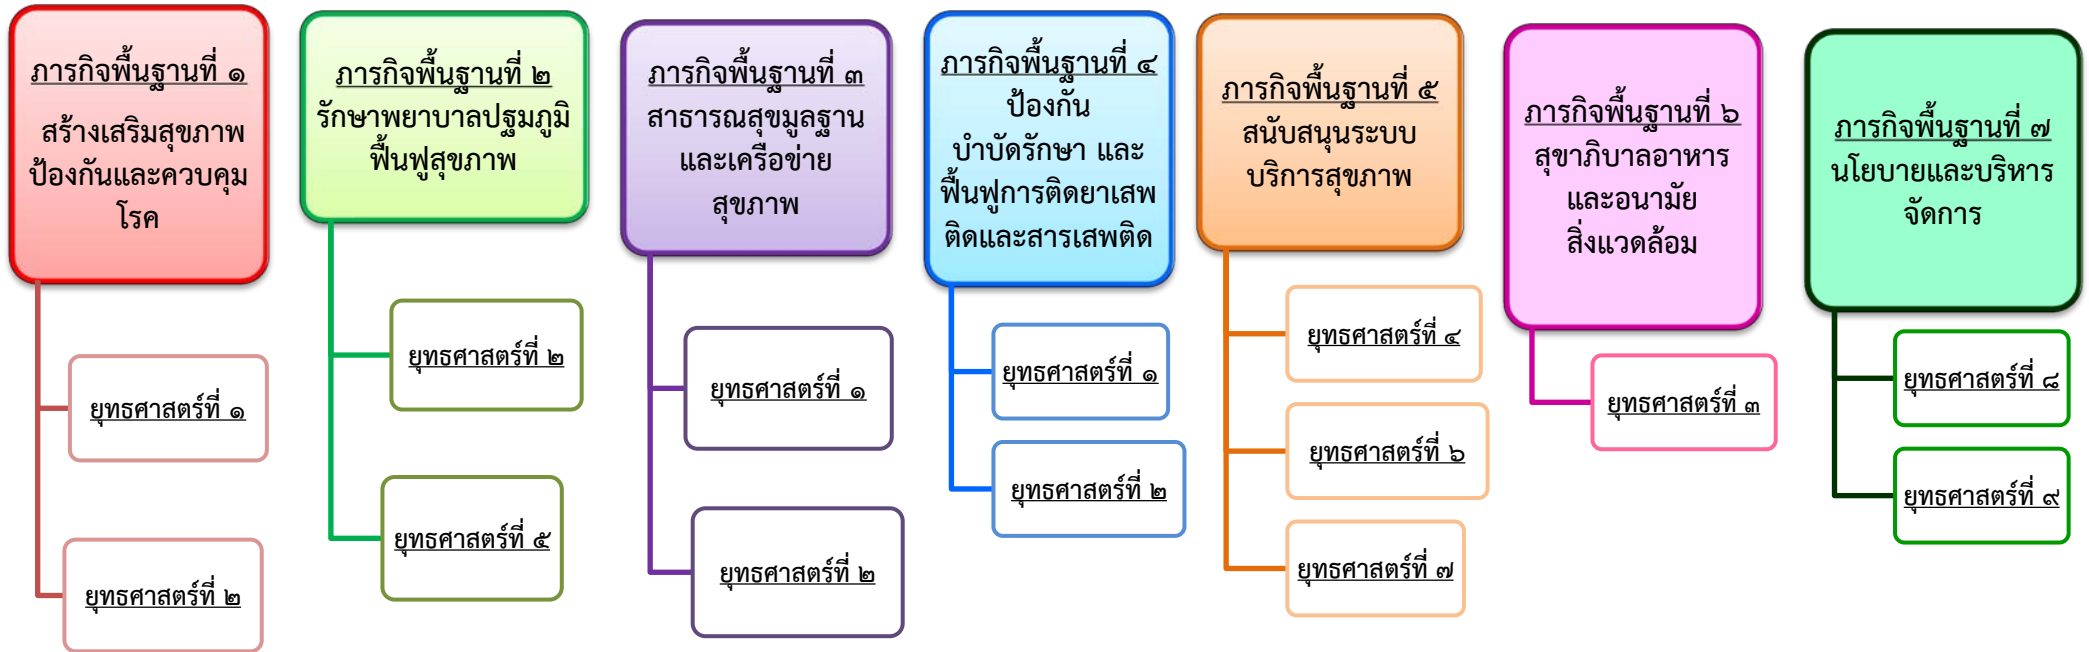 ภารกิจพื้นฐานที่ ๑
สร้างเสริมสุขภาพ
ป้องกันและควบคุม
โรค
ยุทธศาสตร์ที่ ๑
ยุทธศาสตร์ที่ ๒
ภารกิจพื้นฐานที่ ๒
รักษาพยาบาลปฐมภูมิ
ฟื้นฟูสุขภาพ
ยุทธศาสตร์ที่ ๒
ยุทธศาสตร์ที่ ๕
ภารกิจพื้นฐานที่ ๓
สาธารณสุขมูลฐาน
และเครือข่าย
สุขภาพ
ยุทธศาสตร์ที่ ๑
ยุทธศาสตร์ที่ ๒
ภารกิจพื้นฐานที่ ๔
ป้องกัน
บำบัดรักษา และ
ฟื้นฟูการติดยาเสพ
ติดและสารเสพติด
ยุทธศาสตร์ที่ ๑
ยุทธศาสตร์ที่ ๒
ภารกิจพื้นฐานที่ ๕
สนับสนุนระบบ
บริการสุขภาพ
ยุทธศาสตร์ที่ ๔
ยุทธศาสตร์ที่ ๖
ยุทธศาสตร์ที่ ๗
ภารกิจพื้นฐานที่ ๖
สุขาภิบาลอาหาร
และอนามัย
สิ่งแวดล้อม
ยุทธศาสตร์ที่ ๓
ภารกิจพื้นฐานที่ ๗
นโยบายและบริหาร
จัดการ
ยุทธศาสตร์ที่ ๘
ยุทธศาสตร์ที่ ๙